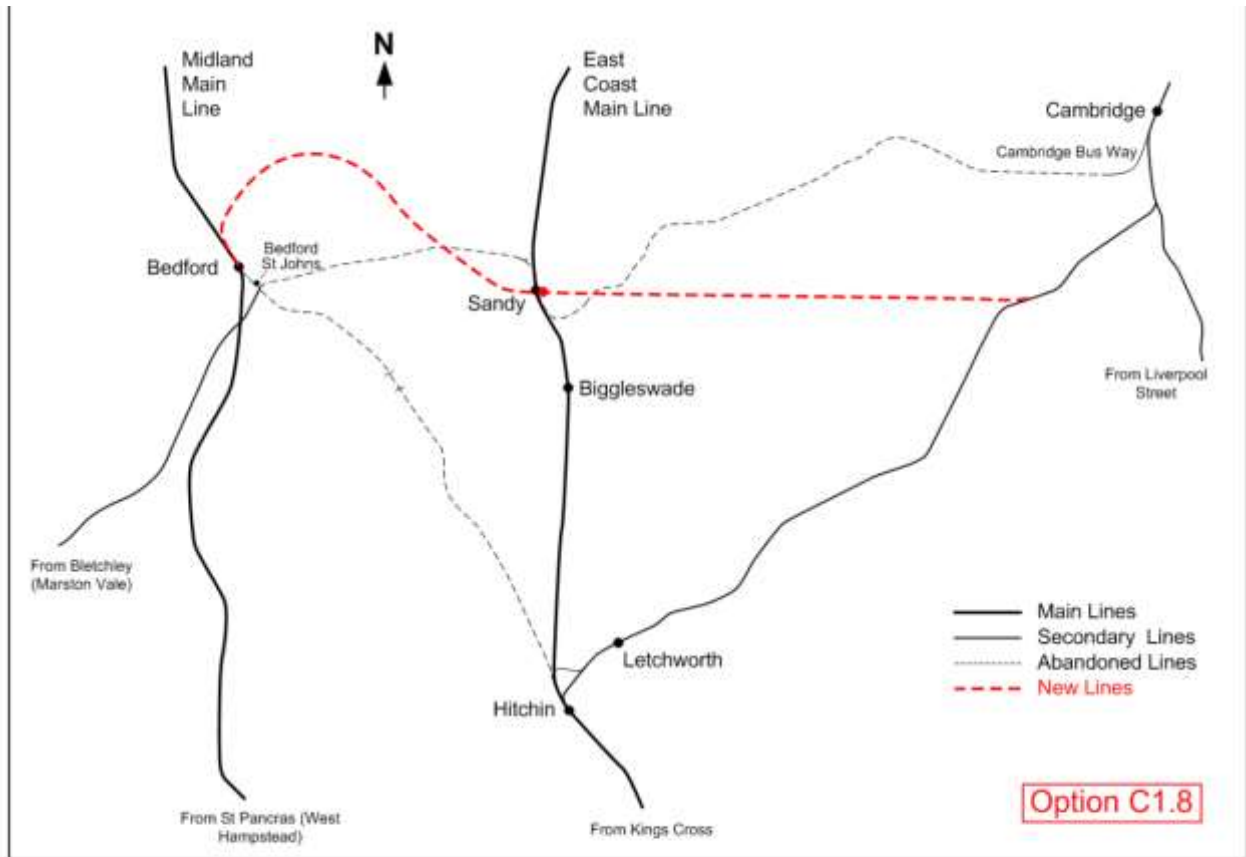 Midland
Main
Line
N
East
Coast
Main Line
Cambridge
Cambridge Bus Way
Bedford
St Johns
Bedford
Sandy
Biggleswade
From Liverpool
Street
From Bletchley
(Marston Vale)
Letchworth
Hitchin
Main Lines
Secondary Lines
Abandoned Lines
New Lines
From St Pancras (West
Hampstead)
From Kings Cross
Option C1.8